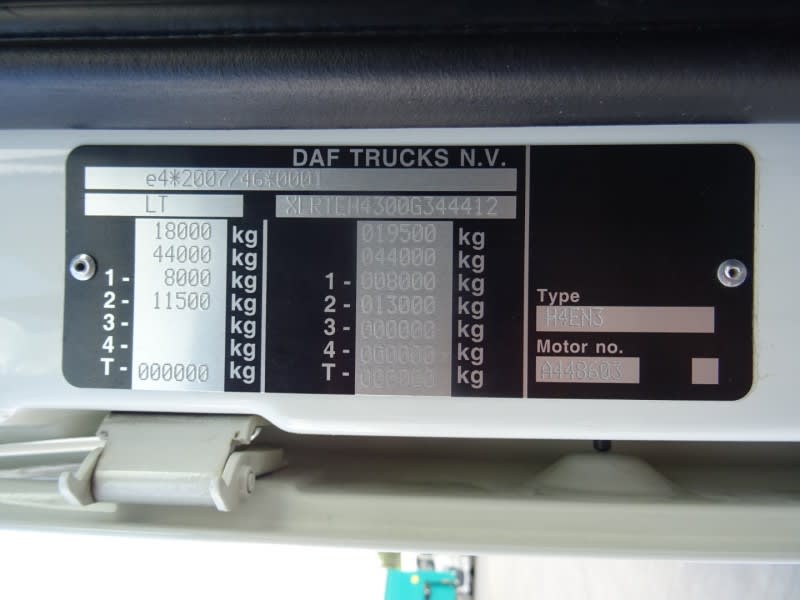 DAF TRUCKS N.V.
e4*2007/46*0001
LT XLRTEH4300G344412
18000 kg 019500 kg
44000 kg 044000 kg
1 - 8000 kg 1 - 008000 kg
2 - 11500 kg 2 - 013000 kg
3 - kg 3 - 000000 kg
4 - kg 4 - 000000 kg
T - 000000 kg T - 000000 kg
Type
H4EN3
Motor no.
A448603